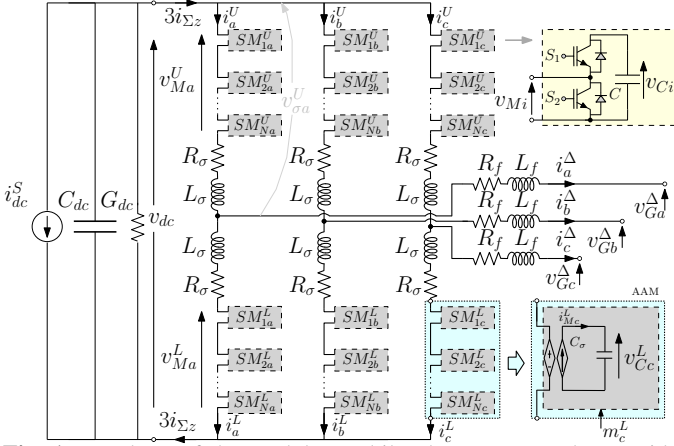 3i_{Σz} i_a^U i_b^U i_c^U
SM_{1a}^U SM_{1b}^U SM_{1c}^U
v_{Ma}^U SM_{2a}^U v_{σa}^U SM_{2b}^U SM_{2c}^U
SM_{Na}^U SM_{Nb}^U SM_{Nc}^U
S_1 S_2 C v_{Mi} v_{Ci}
R_σ R_σ R_σ
L_σ L_σ L_σ
R_f L_f i_a^Δ v_{Ga}^Δ
R_f L_f i_b^Δ v_{Gb}^Δ
R_f L_f i_c^Δ v_{Gc}^Δ
i_{dc}^S C_{dc} G_{dc} v_{dc}
L_σ L_σ L_σ
R_σ R_σ R_σ
SM_{1a}^L SM_{1b}^L SM_{1c}^L
v_{Ma}^L SM_{2a}^L SM_{2b}^L SM_{2c}^L
SM_{Na}^L SM_{Nb}^L SM_{Nc}^L
3i_{Σz} i_a^L i_b^L i_c^L
AAM
i_{Mc}^L C_σ v_{Cc}^L
m_c^L